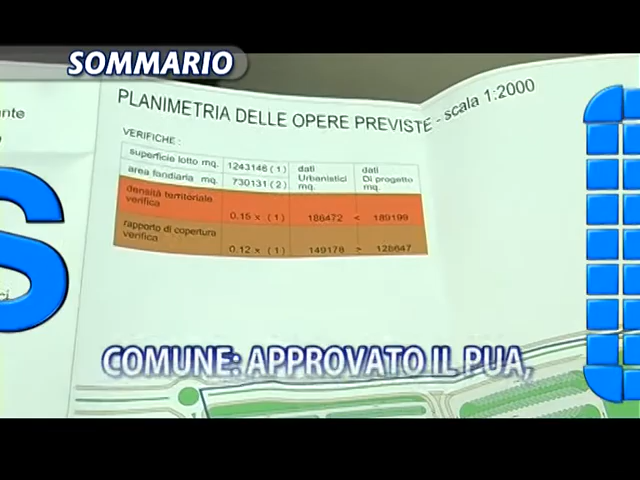 SOMMARIO
PLANIMETRIA DELLE OPERE PREVISTE - scala 1:2000
VERIFICHE :
superficie lotto mq. 1243146 ( 1 ) dati Urbanistici mq. dati Di progetto mq.
area fondiaria mq. 730131 ( 2 )
densità territoriale verifica 0,15 x ( 1 ) 186472 < 189199
rapporto di copertura verifica 0,12 x ( 1 ) 149178 > 128647
COMUNE: APPROVATO IL PUA,